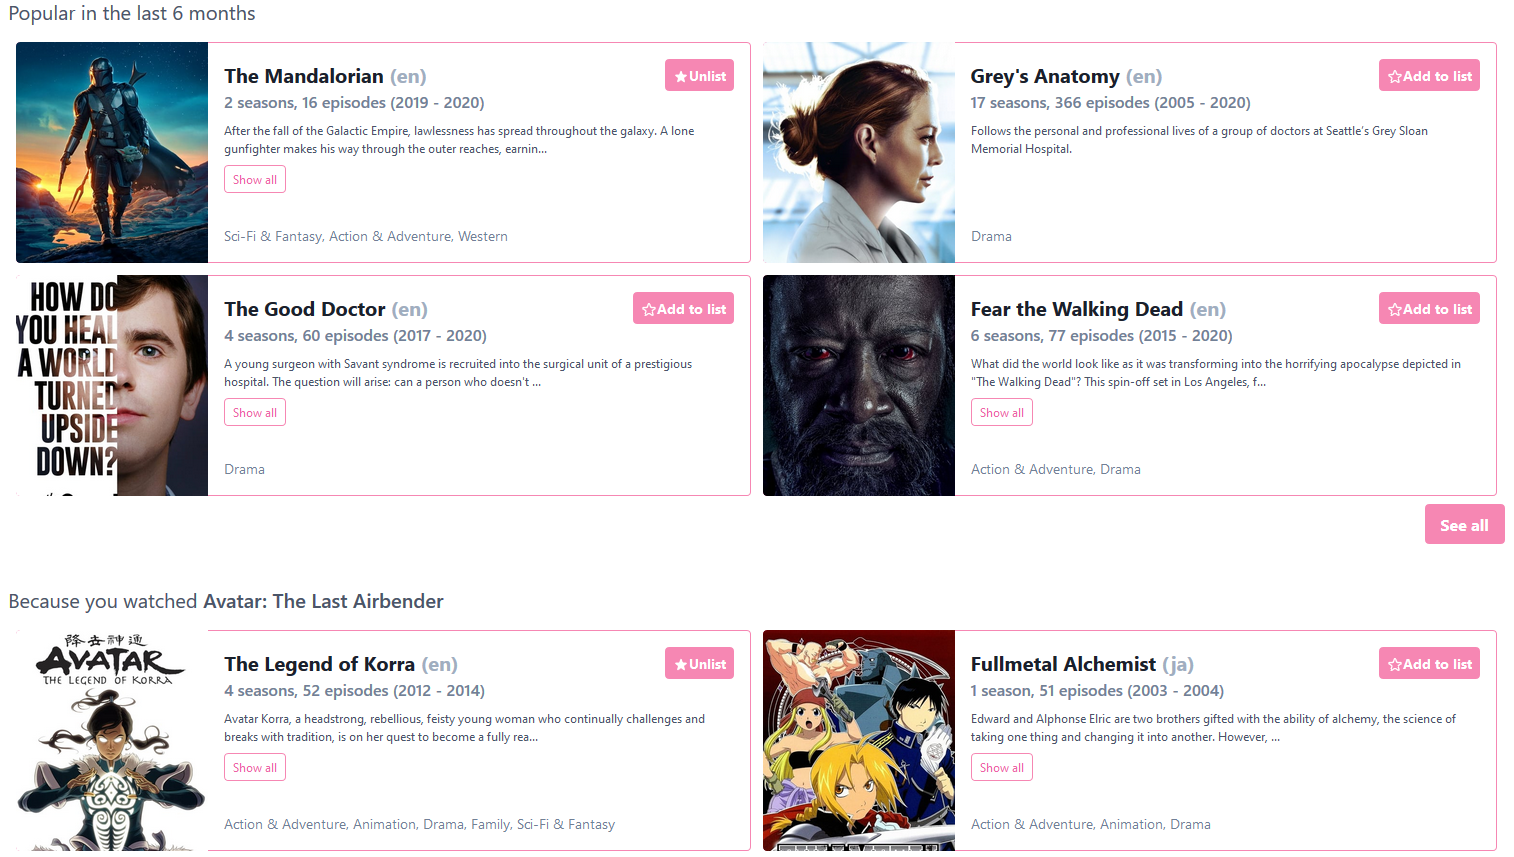 Popular in the last 6 months
The Mandalorian (en)
Unlist
2 seasons, 16 episodes (2019 - 2020)
After the fall of the Galactic Empire, lawlessness has spread throughout the galaxy. A lone
gunfighter makes his way through the outer reaches, earnin...
Show all
Sci-Fi & Fantasy, Action & Adventure, Western
Grey's Anatomy (en)
Add to list
17 seasons, 366 episodes (2005 - 2020)
Follows the personal and professional lives of a group of doctors at Seattle's Grey Sloan
Memorial Hospital.
Drama
HOW DO
YOU HEAL
A WORLD
TURNED
UPSIDE
DOWN?
The Good Doctor (en)
Add to list
4 seasons, 60 episodes (2017 - 2020)
A young surgeon with Savant syndrome is recruited into the surgical unit of a prestigious
hospital. The question will arise: can a person who doesn't ...
Show all
Drama
Fear the Walking Dead (en)
Add to list
6 seasons, 77 episodes (2015 - 2020)
What did the world look like as it was transforming into the horrifying apocalypse depicted in
"The Walking Dead"? This spin-off set in Los Angeles, f...
Show all
Action & Adventure, Drama
See all
Because you watched Avatar: The Last Airbender
降去神通
AVATAR
THE LEGEND OF KORRA
The Legend of Korra (en)
Unlist
4 seasons, 52 episodes (2012 - 2014)
Avatar Korra, a headstrong, rebellious, feisty young woman who continually challenges and
breaks with tradition, is on her quest to become a fully rea...
Show all
Action & Adventure, Animation, Drama, Family, Sci-Fi & Fantasy
Fullmetal Alchemist (ja)
Add to list
1 season, 51 episodes (2003 - 2004)
Edward and Alphonse Elric are two brothers gifted with the ability of alchemy, the science of
taking one thing and changing it into another. However, ...
Show all
Action & Adventure, Animation, Drama